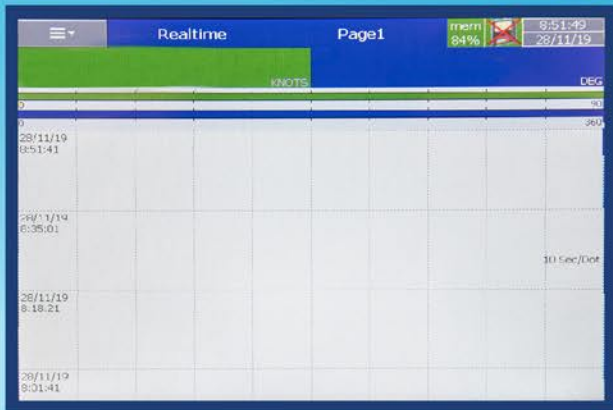 Realtime
Page1
mem
84%
8:51:49
28/11/19
KNOTS
DEG
0
90
0
360
28/11/19
8:51:41
28/11/19
8:35:01
10 Sec/Dot
28/11/19
8:18:21
28/11/19
8:01:41